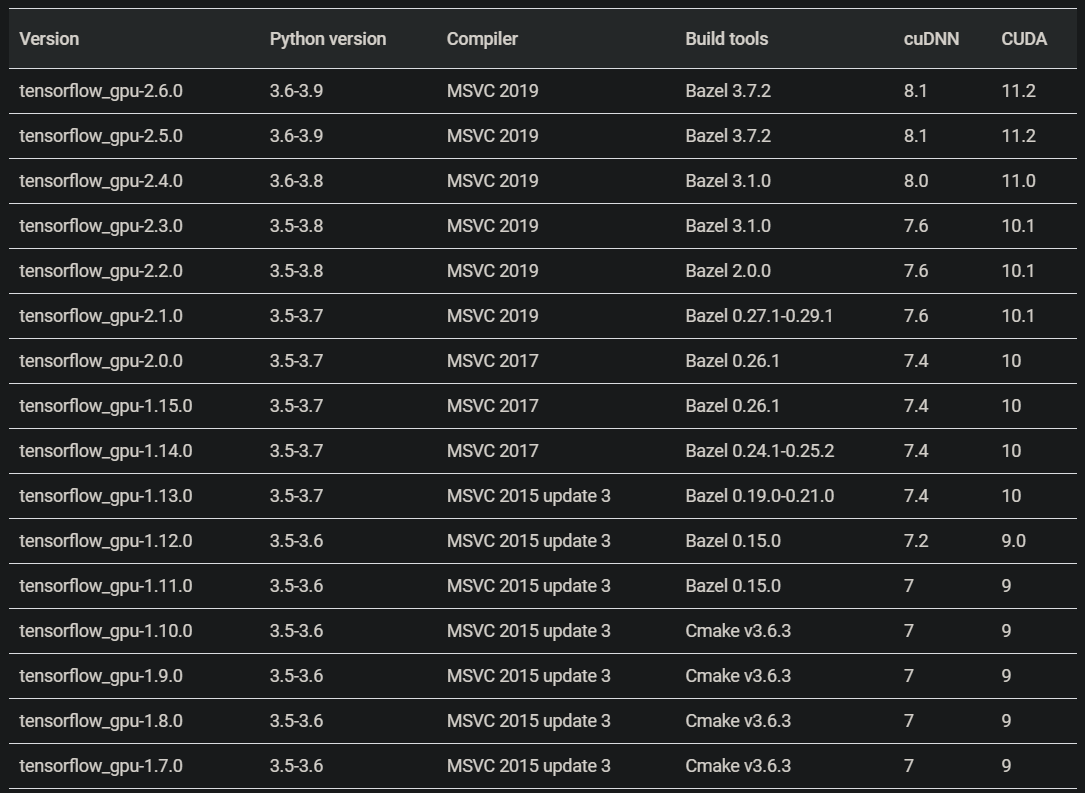 Version Python version Compiler Build tools cuDNN CUDA
tensorflow_gpu-2.6.0 3.6-3.9 MSVC 2019 Bazel 3.7.2 8.1 11.2
tensorflow_gpu-2.5.0 3.6-3.9 MSVC 2019 Bazel 3.7.2 8.1 11.2
tensorflow_gpu-2.4.0 3.6-3.8 MSVC 2019 Bazel 3.1.0 8.0 11.0
tensorflow_gpu-2.3.0 3.5-3.8 MSVC 2019 Bazel 3.1.0 7.6 10.1
tensorflow_gpu-2.2.0 3.5-3.8 MSVC 2019 Bazel 2.0.0 7.6 10.1
tensorflow_gpu-2.1.0 3.5-3.7 MSVC 2019 Bazel 0.27.1-0.29.1 7.6 10.1
tensorflow_gpu-2.0.0 3.5-3.7 MSVC 2017 Bazel 0.26.1 7.4 10
tensorflow_gpu-1.15.0 3.5-3.7 MSVC 2017 Bazel 0.26.1 7.4 10
tensorflow_gpu-1.14.0 3.5-3.7 MSVC 2017 Bazel 0.24.1-0.25.2 7.4 10
tensorflow_gpu-1.13.0 3.5-3.7 MSVC 2015 update 3 Bazel 0.19.0-0.21.0 7.4 10
tensorflow_gpu-1.12.0 3.5-3.6 MSVC 2015 update 3 Bazel 0.15.0 7.2 9.0
tensorflow_gpu-1.11.0 3.5-3.6 MSVC 2015 update 3 Bazel 0.15.0 7 9
tensorflow_gpu-1.10.0 3.5-3.6 MSVC 2015 update 3 Cmake v3.6.3 7 9
tensorflow_gpu-1.9.0 3.5-3.6 MSVC 2015 update 3 Cmake v3.6.3 7 9
tensorflow_gpu-1.8.0 3.5-3.6 MSVC 2015 update 3 Cmake v3.6.3 7 9
tensorflow_gpu-1.7.0 3.5-3.6 MSVC 2015 update 3 Cmake v3.6.3 7 9